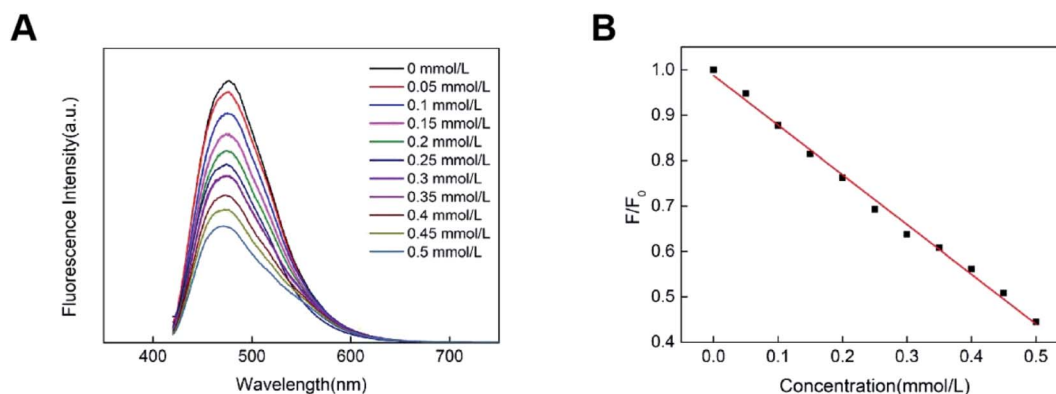 A
Fluorescence Intensity(a.u.)
0 mmol/L
0.05 mmol/L
0.1 mmol/L
0.15 mmol/L
0.2 mmol/L
0.25 mmol/L
0.3 mmol/L
0.35 mmol/L
0.4 mmol/L
0.45 mmol/L
0.5 mmol/L
400 500 600 700
Wavelength(nm)
B
F/F₀
1.0
0.9
0.8
0.7
0.6
0.5
0.4
0.0 0.1 0.2 0.3 0.4 0.5
Concentration(mmol/L)